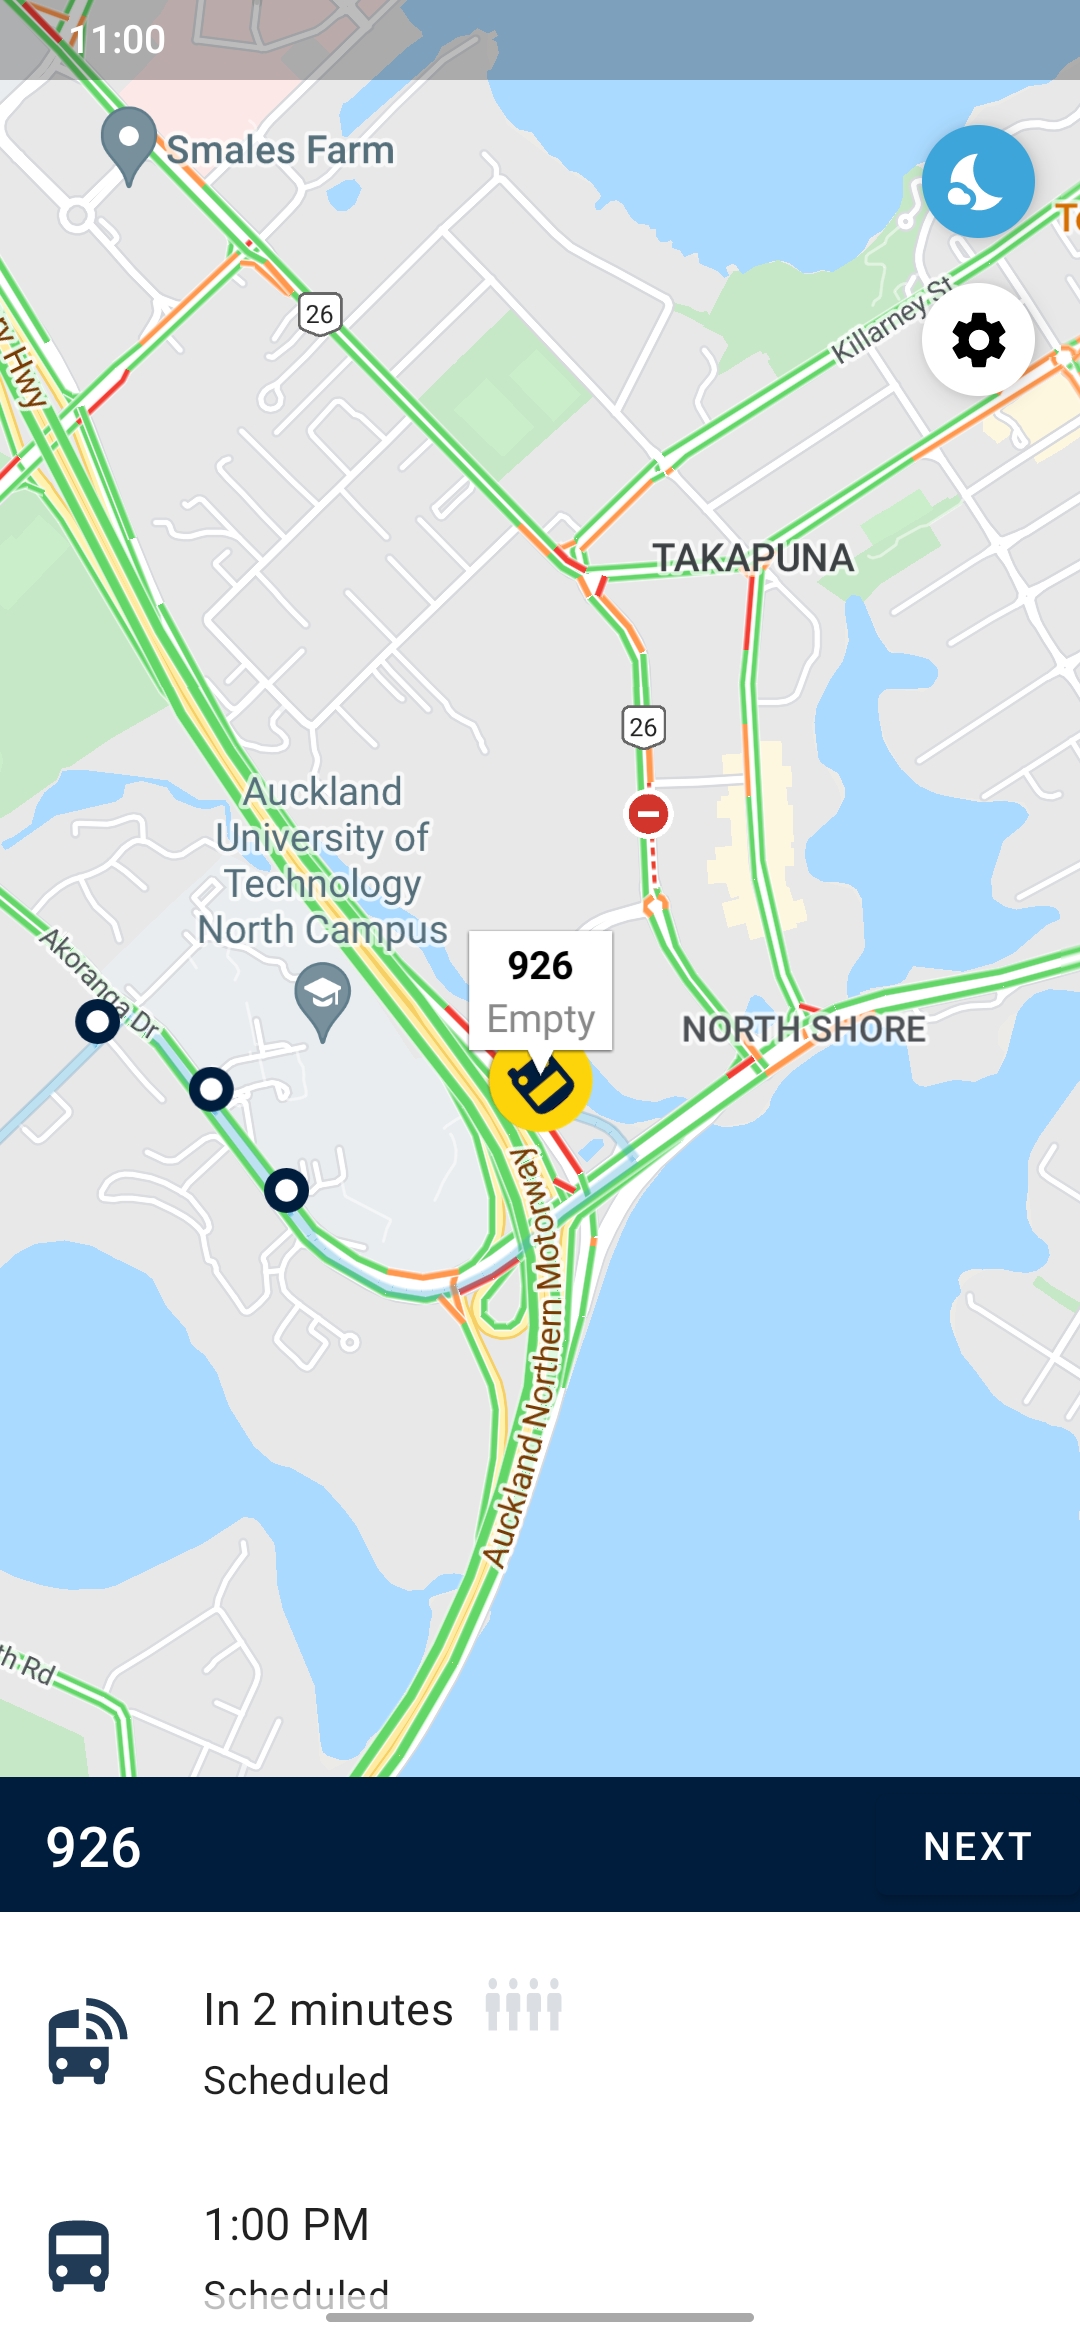 11:00
Smales Farm
26
Killarney St
TAKAPUNA
26
Auckland
University of
Technology
North Campus
Akoranga Dr
926
Empty
NORTH SHORE
Auckland Northern Motorway
926
NEXT
In 2 minutes
Scheduled
1:00 PM
Scheduled